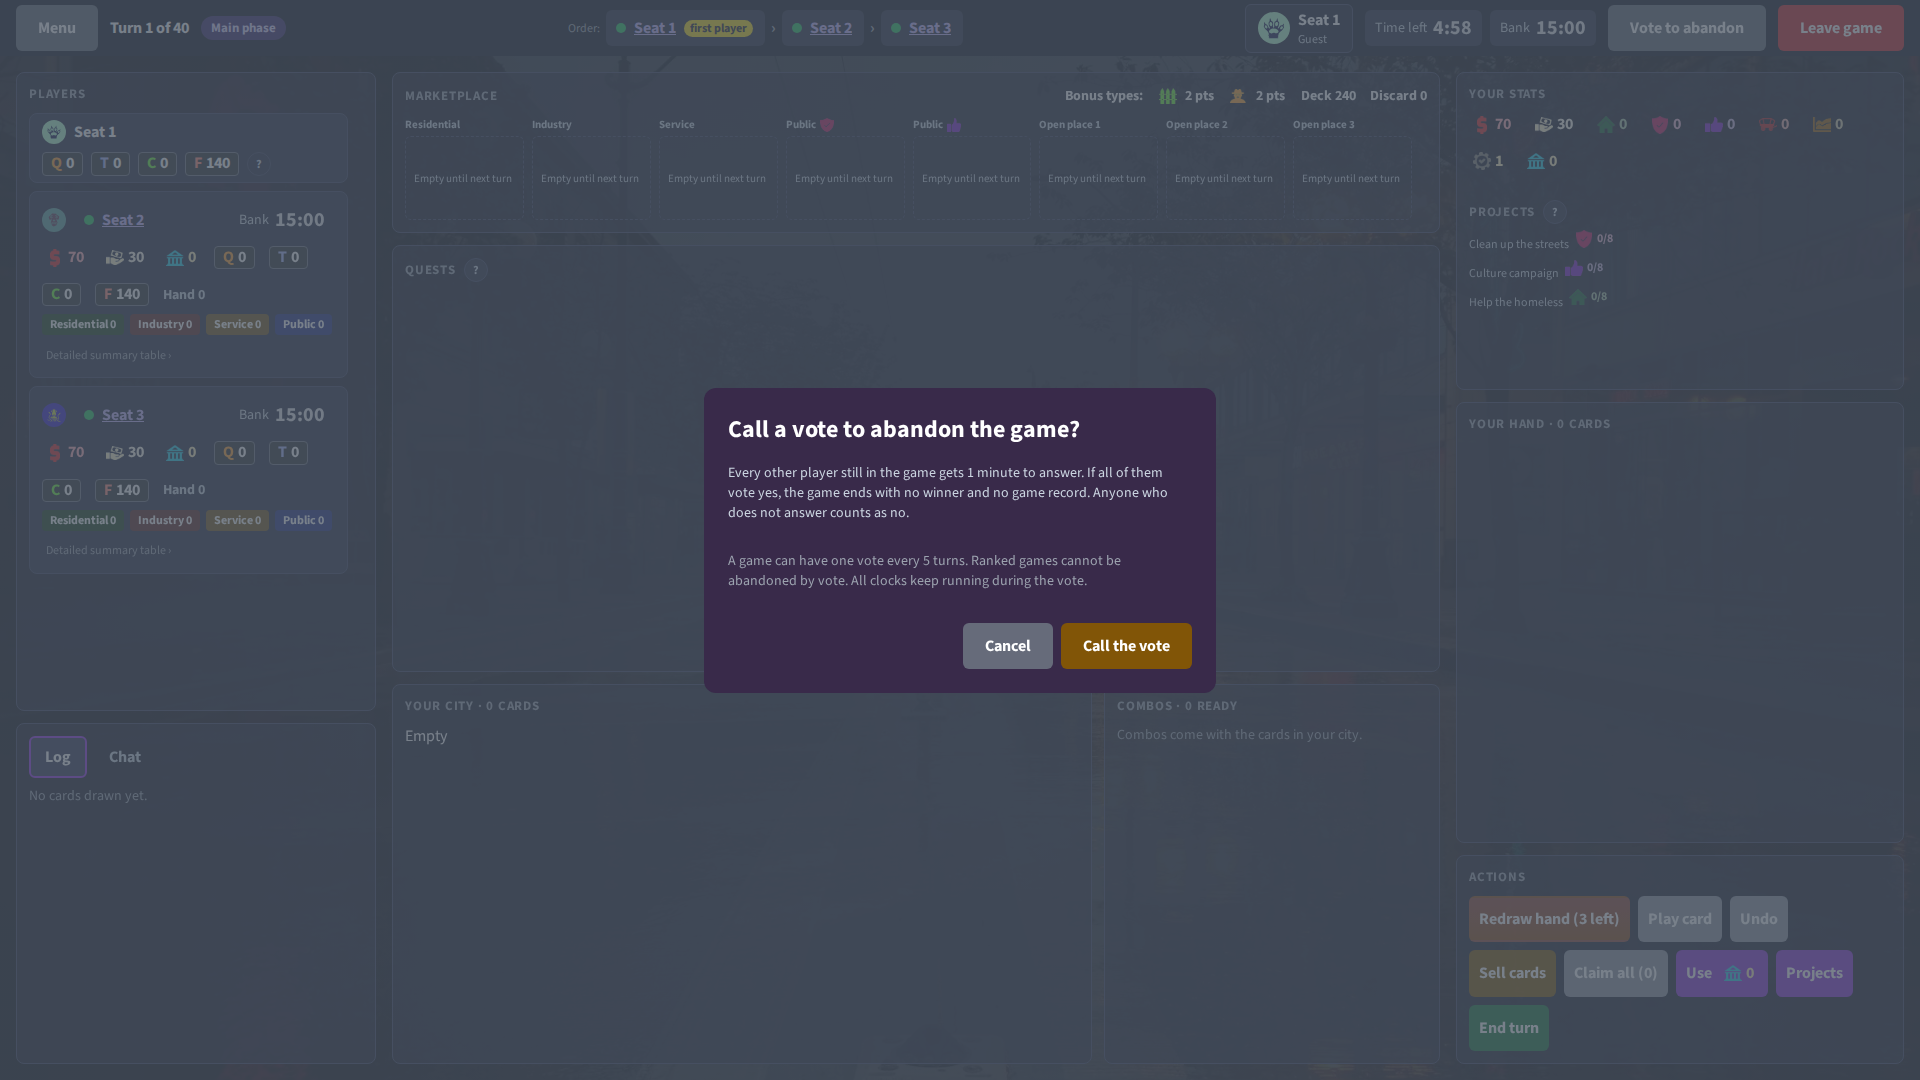 Menu
Turn 1 of 40
Main phase
Order:
Seat 1
first player
›
Seat 2
›
Seat 3
Seat 1
Guest
Time left 4:58
Bank 15:00
Vote to abandon
Leave game
PLAYERS
Seat 1
Q 0
T 0
C 0
F 140
?
Seat 2
Bank 15:00
70
30
0
Q 0
T 0
C 0
F 140
Hand 0
Residential 0
Industry 0
Service 0
Public 0
Detailed summary table ›
Seat 3
Bank 15:00
70
30
0
Q 0
T 0
C 0
F 140
Hand 0
Residential 0
Industry 0
Service 0
Public 0
Detailed summary table ›
Log
Chat
No cards drawn yet.
MARKETPLACE
Bonus types:
2 pts
2 pts
Deck 240
Discard 0
Residential
Industry
Service
Public
Public
Open place 1
Open place 2
Open place 3
Empty until next turn
Empty until next turn
Empty until next turn
Empty until next turn
Empty until next turn
Empty until next turn
Empty until next turn
Empty until next turn
QUESTS
?
Call a vote to abandon the game?
Every other player still in the game gets 1 minute to answer. If all of them
vote yes, the game ends with no winner and no game record. Anyone who
does not answer counts as no.
A game can have one vote every 5 turns. Ranked games cannot be
abandoned by vote. All clocks keep running during the vote.
Cancel
Call the vote
YOUR CITY · 0 CARDS
Empty
COMBOS · 0 READY
Combos come with the cards in your city.
YOUR STATS
70
30
0
0
0
0
0
1
0
PROJECTS
?
Clean up the streets
0/8
Culture campaign
0/8
Help the homeless
0/8
YOUR HAND · 0 CARDS
ACTIONS
Redraw hand (3 left)
Play card
Undo
Sell cards
Claim all (0)
Use 0
Projects
End turn